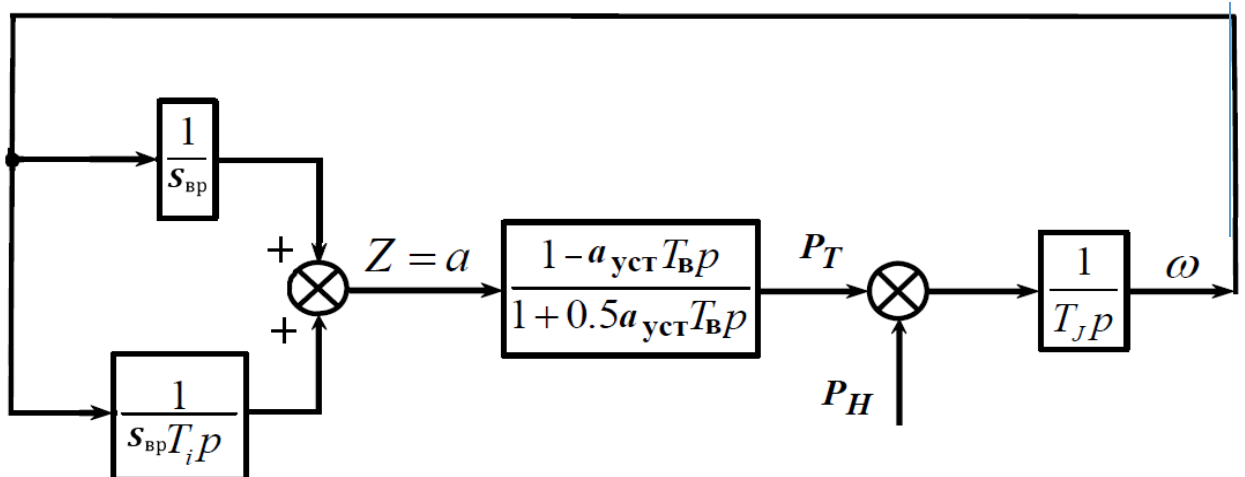 1
s_вр
+
Z = a
1 - a_уст T_в p
1 + 0.5a_уст T_в p
P_T
1
T_J p
ω
+
1
s_вр T_i p
P_H